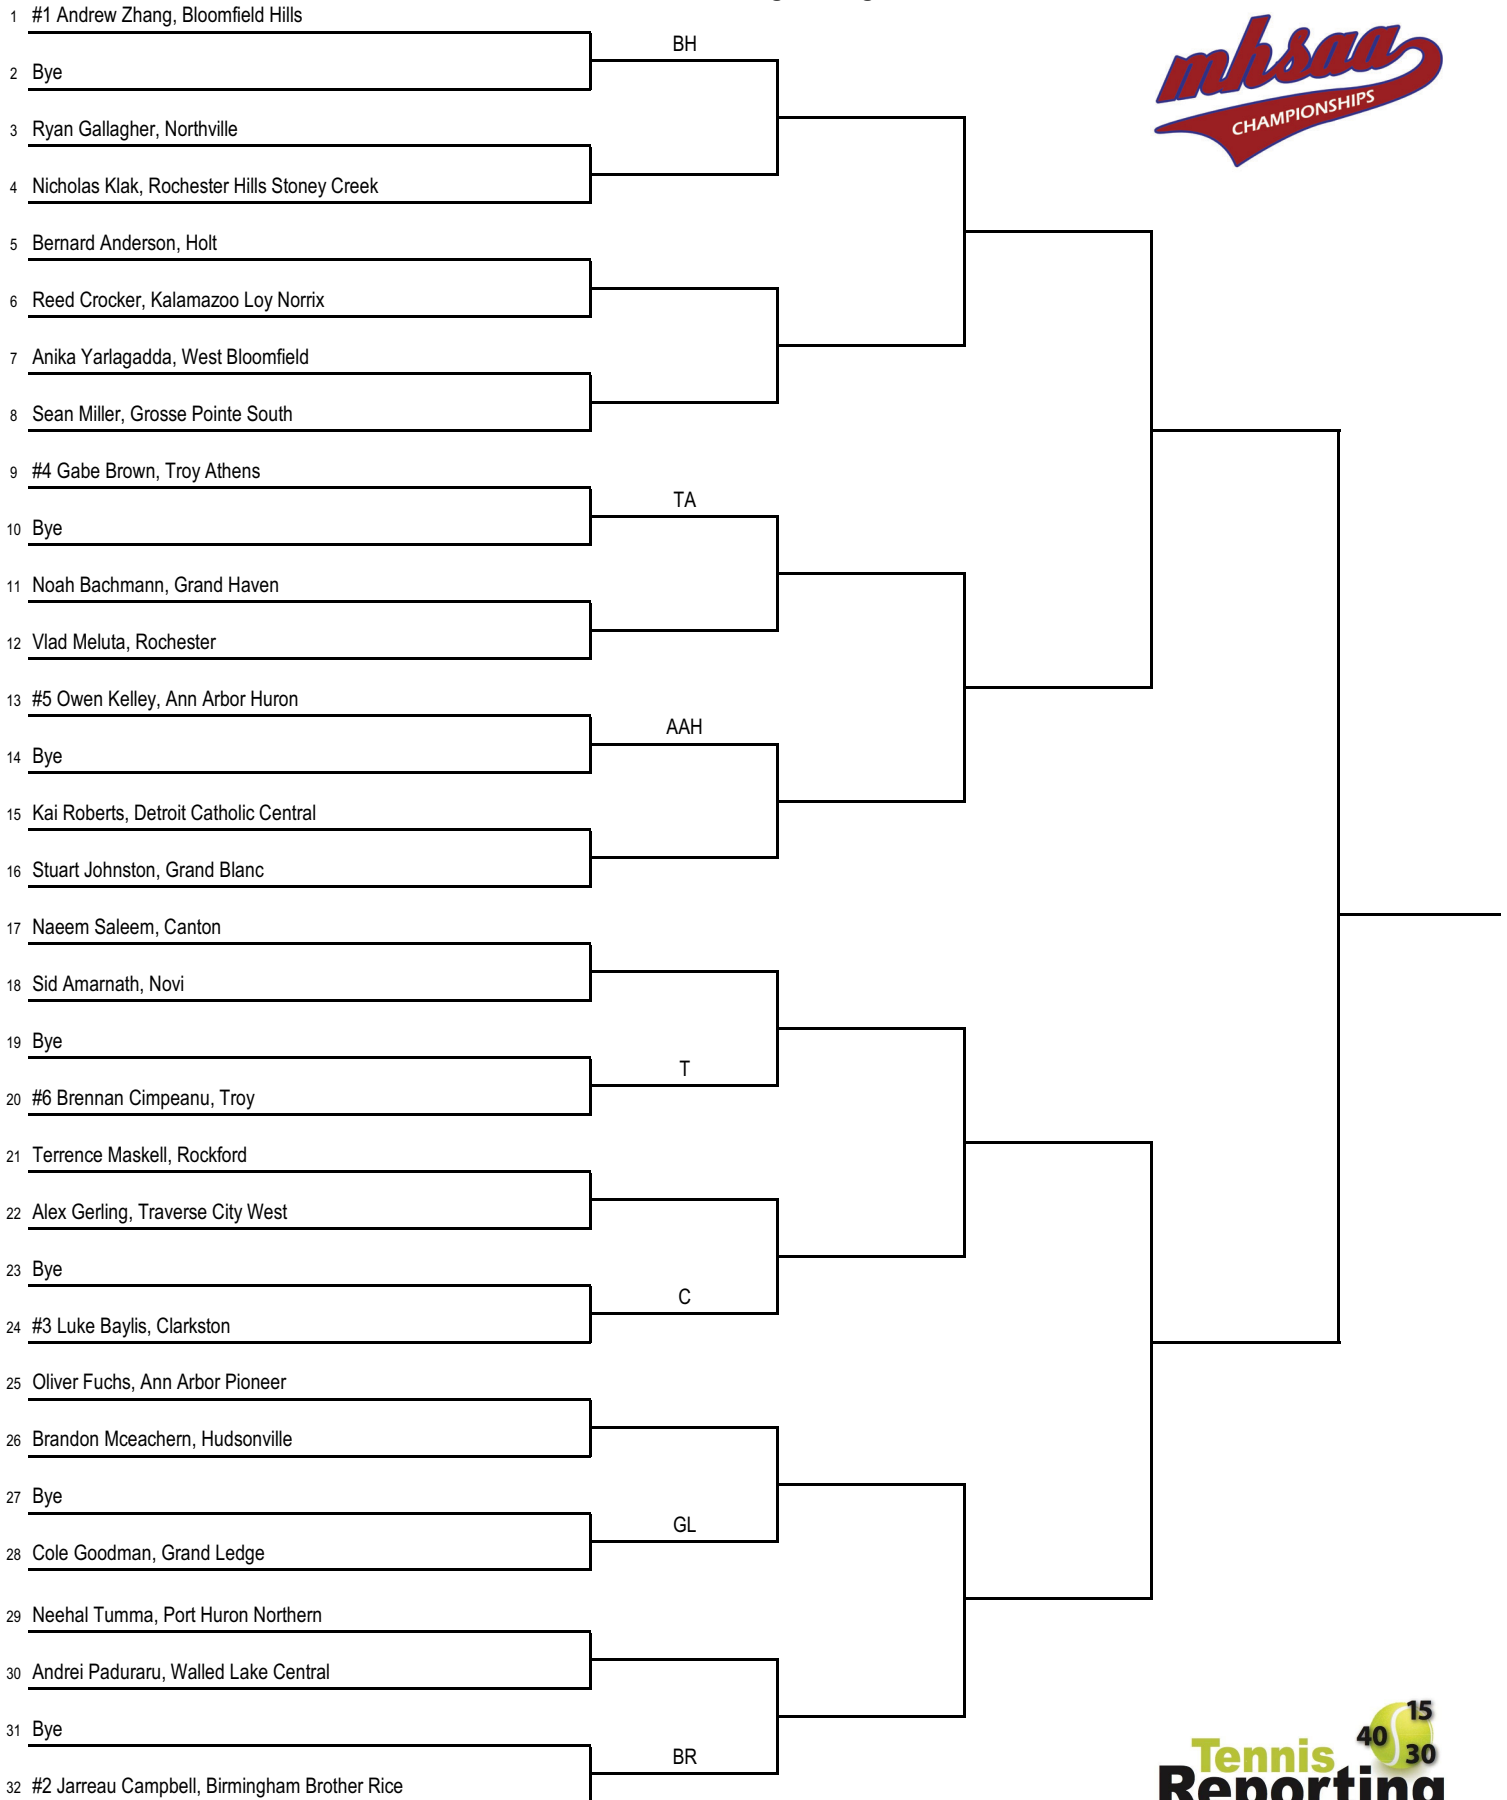 1 #1 Andrew Zhang, Bloomfield Hills
BH
2 Bye
3 Ryan Gallagher, Northville
4 Nicholas Klak, Rochester Hills Stoney Creek
5 Bernard Anderson, Holt
6 Reed Crocker, Kalamazoo Loy Norrix
7 Anika Yarlagadda, West Bloomfield
8 Sean Miller, Grosse Pointe South
9 #4 Gabe Brown, Troy Athens
TA
10 Bye
11 Noah Bachmann, Grand Haven
12 Vlad Meluta, Rochester
13 #5 Owen Kelley, Ann Arbor Huron
AAH
14 Bye
15 Kai Roberts, Detroit Catholic Central
16 Stuart Johnston, Grand Blanc
17 Naeem Saleem, Canton
18 Sid Amarnath, Novi
19 Bye
T
20 #6 Brennan Cimpeanu, Troy
21 Terrence Maskell, Rockford
22 Alex Gerling, Traverse City West
23 Bye
C
24 #3 Luke Baylis, Clarkston
25 Oliver Fuchs, Ann Arbor Pioneer
26 Brandon Mceachern, Hudsonville
27 Bye
GL
28 Cole Goodman, Grand Ledge
29 Neehal Tumma, Port Huron Northern
30 Andrei Paduraru, Walled Lake Central
31 Bye
BR
32 #2 Jarreau Campbell, Birmingham Brother Rice
mhsaa
CHAMPIONSHIPS
15
40
30
Tennis
Reporting